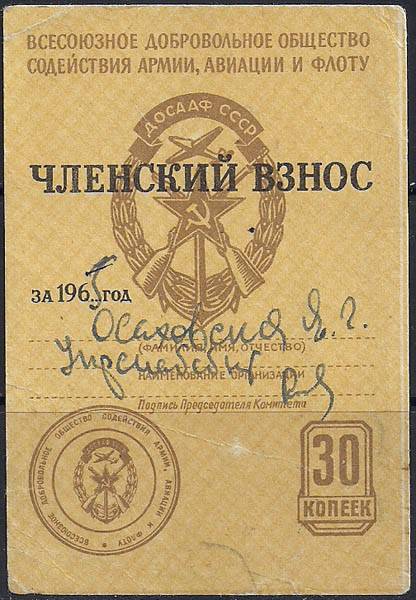 ВСЕСОЮЗНОЕ ДОБРОВОЛЬНОЕ ОБЩЕСТВО
СОДЕЙСТВИЯ АРМИИ, АВИАЦИИ И ФЛОТУ
ДОСААФ СССР
ЧЛЕНСКИЙ ВЗНОС
ЗА 1965 ГОД
(ФАМИЛИЯ, ИМЯ, ОТЧЕСТВО)
НАИМЕНОВАНИЕ ОРГАНИЗАЦИИ
Подпись Председателя Комитета
ВСЕСОЮЗНОЕ ДОБРОВОЛЬНОЕ ОБЩЕСТВО СОДЕЙСТВИЯ АРМИИ, АВИАЦИИ И ФЛОТУ
30
КОПЕЕК